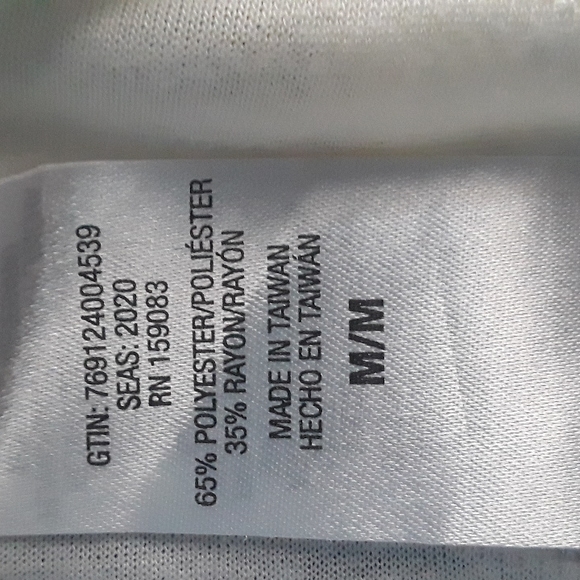 GTIN: 769124004539
SEAS: 2020
RN 159083
65% POLYESTER/POLIÉSTER
35% RAYON/RAYÓN
MADE IN TAIWAN
HECHO EN TAIWÁN
M/M